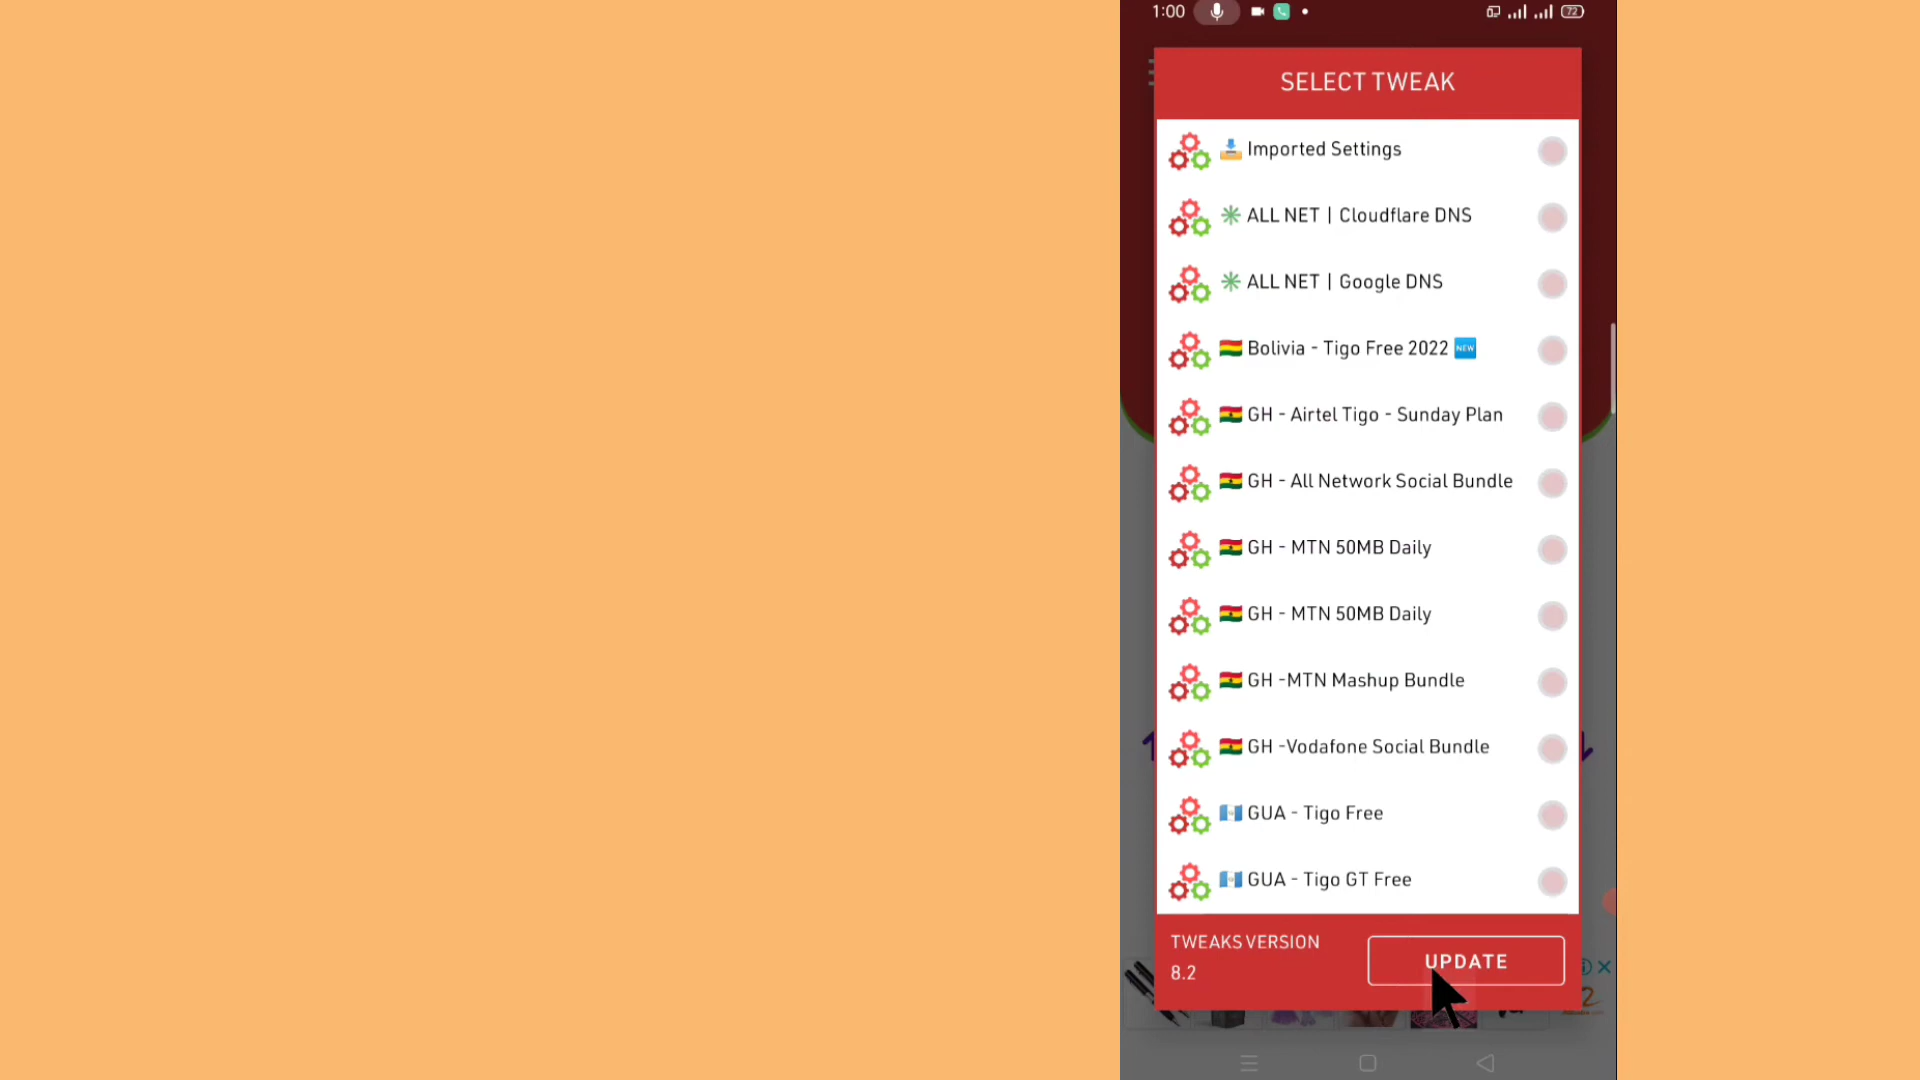 1:00
72
SELECT TWEAK
Imported Settings
ALL NET | Cloudflare DNS
ALL NET | Google DNS
Bolivia - Tigo Free 2022 NEW
GH - Airtel Tigo - Sunday Plan
GH - All Network Social Bundle
GH - MTN 50MB Daily
GH - MTN 50MB Daily
GH -MTN Mashup Bundle
GH -Vodafone Social Bundle
GUA - Tigo Free
GUA - Tigo GT Free
TWEAKS VERSION
8.2
UPDATE